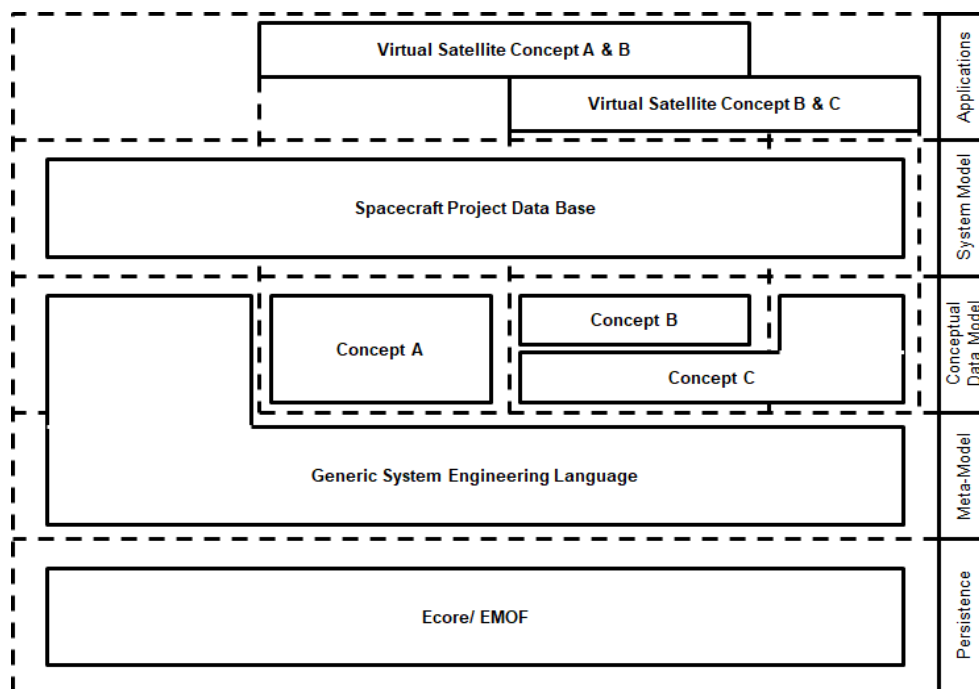 Virtual Satellite Concept A & B
Virtual Satellite Concept B & C
Applications
Spacecraft Project Data Base
System Model
Concept A
Concept B
Concept C
Conceptual
Data Model
Generic System Engineering Language
Meta-Model
Ecore/ EMOF
Persistence